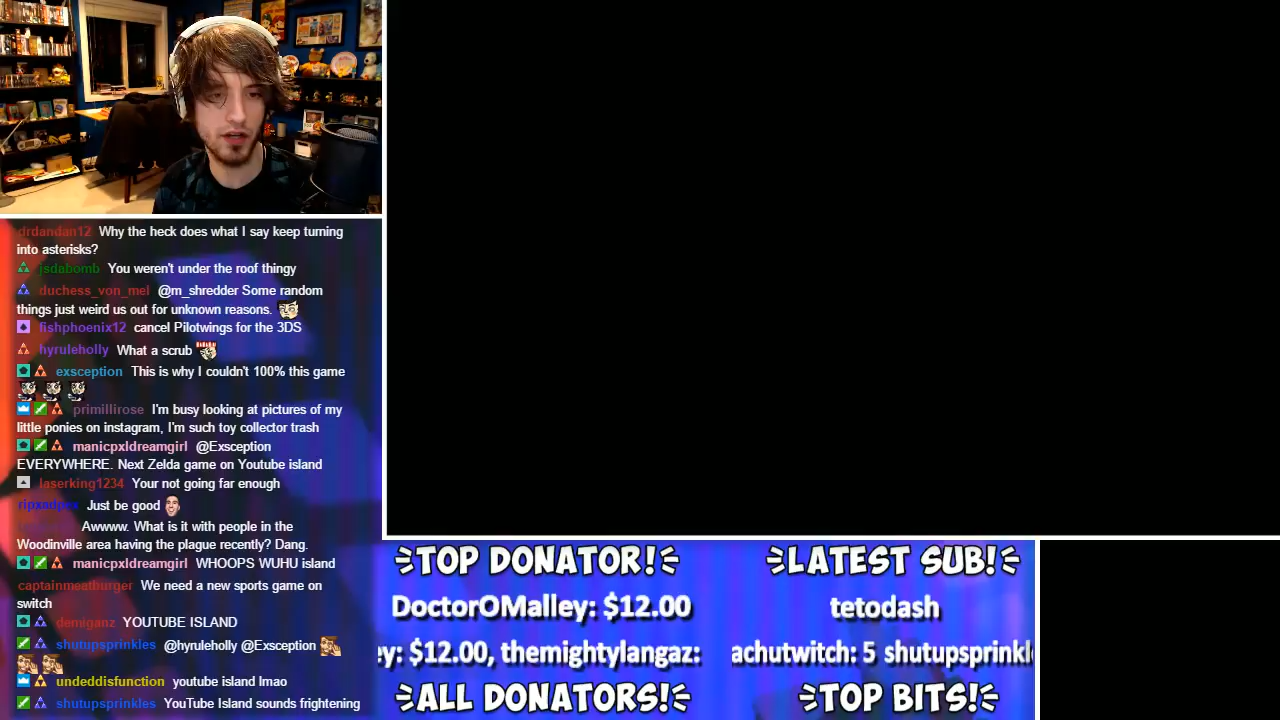 drdandan12 Why the heck does what I say keep turning
into asterisks?
jsdabomb You weren't under the roof thingy
duchess_von_mel @m_shredder Some random
things just weird us out for unknown reasons.
fishphoenix12 cancel Pilotwings for the 3DS
hyruleholly What a scrub
exsception This is why I couldn't 100% this game
primillirose I'm busy looking at pictures of my
little ponies on instagram, I'm such toy collector trash
manicpxldreamgirl @Exsception
EVERYWHERE. Next Zelda game on Youtube island
laserking1234 Your not going far enough
Just be good
Awwww. What is it with people in the
Woodinville area having the plague recently? Dang.
manicpxldreamgirl WHOOPS WUHU island
captainmeatburger We need a new sports game on
switch
demiganz YOUTUBE ISLAND
shutupsprinkles @hyruleholly @Exsception
undeddisfunction youtube island lmao
shutupsprinkles YouTube Island sounds frightening
TOP DONATOR!
DoctorOMalley: $12.00
ey: $12.00, themightylangaz:
ALL DONATORS!
LATEST SUB!
tetodash
achutwitch: 5 shutupsprinkl
TOP BITS!